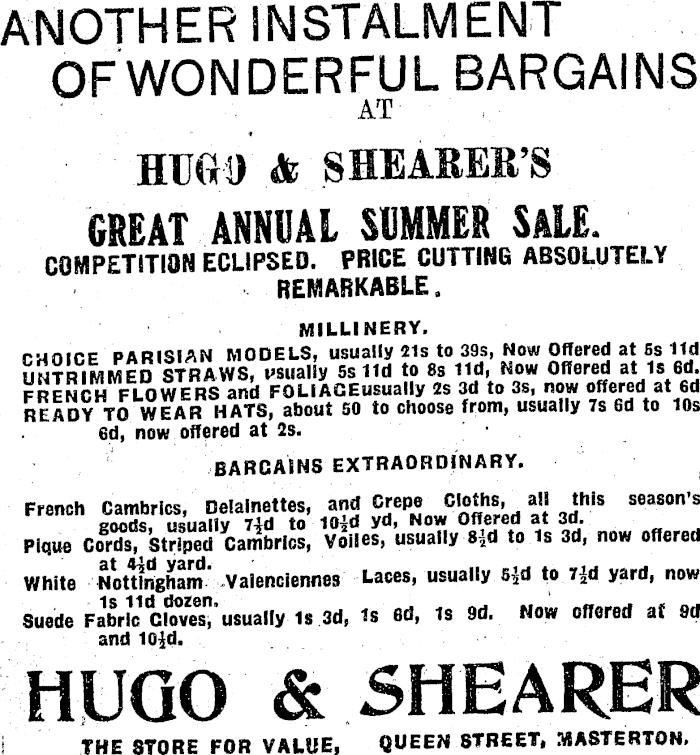 ANOTHER INSTALMENT
OF WONDERFUL BARGAINS
AT
HUGO & SHEARER'S
GREAT ANNUAL SUMMER SALE.
COMPETITION ECLIPSED. PRICE CUTTING ABSOLUTELY
REMARKABLE.
MILLINERY.
CHOICE PARISIAN MODELS, usually 21s to 39s, Now Offered at 5s 11d
UNTRIMMED STRAWS, usually 5s 11d to 8s 11d, Now Offered at 1s 6d.
FRENCH FLOWERS and FOLIAGE usually 2s 3d to 3s, now offered at 6d
READY TO WEAR HATS, about 50 to choose from, usually 7s 6d to 10s
6d, now offered at 2s.
BARGAINS EXTRAORDINARY.
French Cambrics, Delainettes, and Crepe Cloths, all this season's
goods, usually 7½d to 10½d yd, Now Offered at 3d.
Pique Cords, Striped Cambrics, Voiles, usually 8½d to 1s 3d, now offered
at 4½d yard.
White Nottingham Valenciennes Laces, usually 5½d to 7½d yard, now
1s 11d dozen.
Suede Fabric Gloves, usually 1s 3d, 1s 6d, 1s 9d. Now offered at 9d
and 10½d.
HUGO & SHEARER
THE STORE FOR VALUE, QUEEN STREET, MASTERTON.